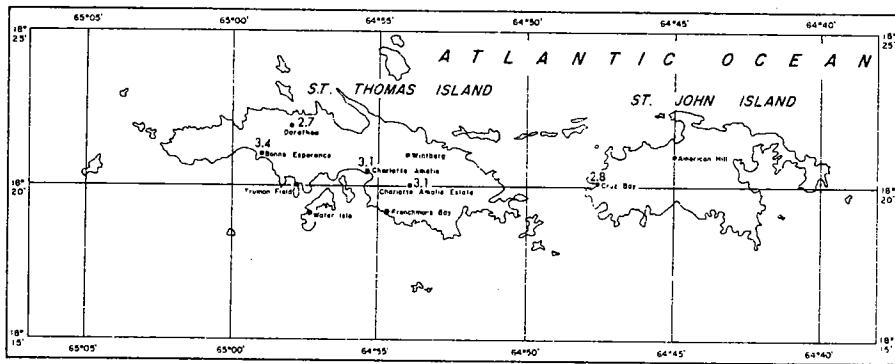 65°05' 65°00' 64°55' 64°50' 64°45' 64°40'
18° 25' 18° 25'
ATLANTIC OCEAN
ST. THOMAS ISLAND
ST. JOHN ISLAND
2.7
Dorothea
3.4
Bonne Esperance
Wintberg
3.1
Charlotte Amalie
American Hill
2.8
Cruz Bay
18° 20' 18° 20'
Truman Field
3.1
Charlotte Amalie Estate
Water Isla
Frenchmans Bay
18° 15' 18° 15'
65°05' 65°00' 64°55' 64°50' 64°45' 64°40'